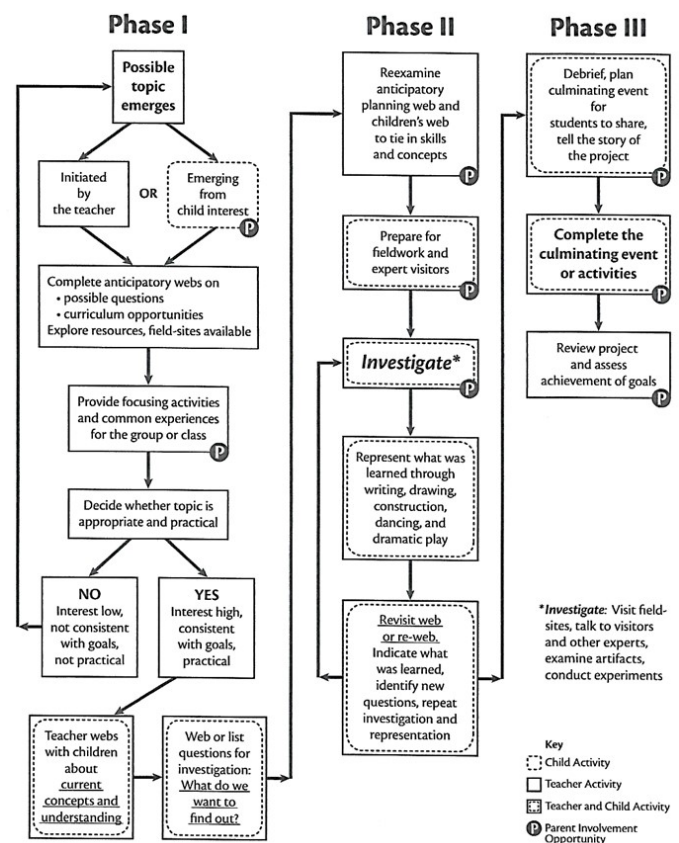 Phase I
Possible
topic
emerges
Initiated
by
the teacher
OR
Emerging
from
child interest
P
Complete anticipatory webs on
• possible questions
• curriculum opportunities
Explore resources, field-sites available
Provide focusing activities
and common experiences
for the group or class
P
Decide whether topic is
appropriate and practical
NO
Interest low,
not consistent
with goals,
not practical
YES
Interest high,
consistent
with goals,
practical
Teacher webs
with children
about
current
concepts and
understanding
Web or list
questions for
investigation:
What do we
want to
find out?
Phase II
Reexamine
anticipatory
planning web and
children's web
to tie in skills
and concepts
P
Prepare for
fieldwork and
expert visitors
P
Investigate*
P
Represent what was
learned through
writing, drawing,
construction,
dancing, and
dramatic play
Revisit web
or re-web.
Indicate what
was learned,
identify new
questions, repeat
investigation and
representation
Phase III
Debrief, plan
culminating event
for
students to share,
tell the story of
the project
P
Complete the
culminating event
or activities
P
Review project
and assess
achievement of goals
P
*Investigate: Visit field-
sites, talk to visitors
and other experts,
examine artifacts,
conduct experiments
Key
Child Activity
Teacher Activity
Teacher and Child Activity
P Parent Involvement
Opportunity